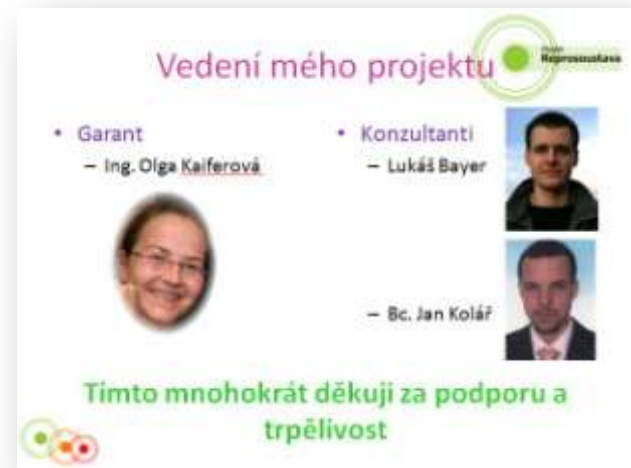 Vedení mého projektu
Reprosoustava
• Garant
– Ing. Olga Kaiferová
• Konzultanti
– Lukáš Bayer
– Bc. Jan Kolář
Tímto mnohokrát děkuji za podporu a
trpělivost